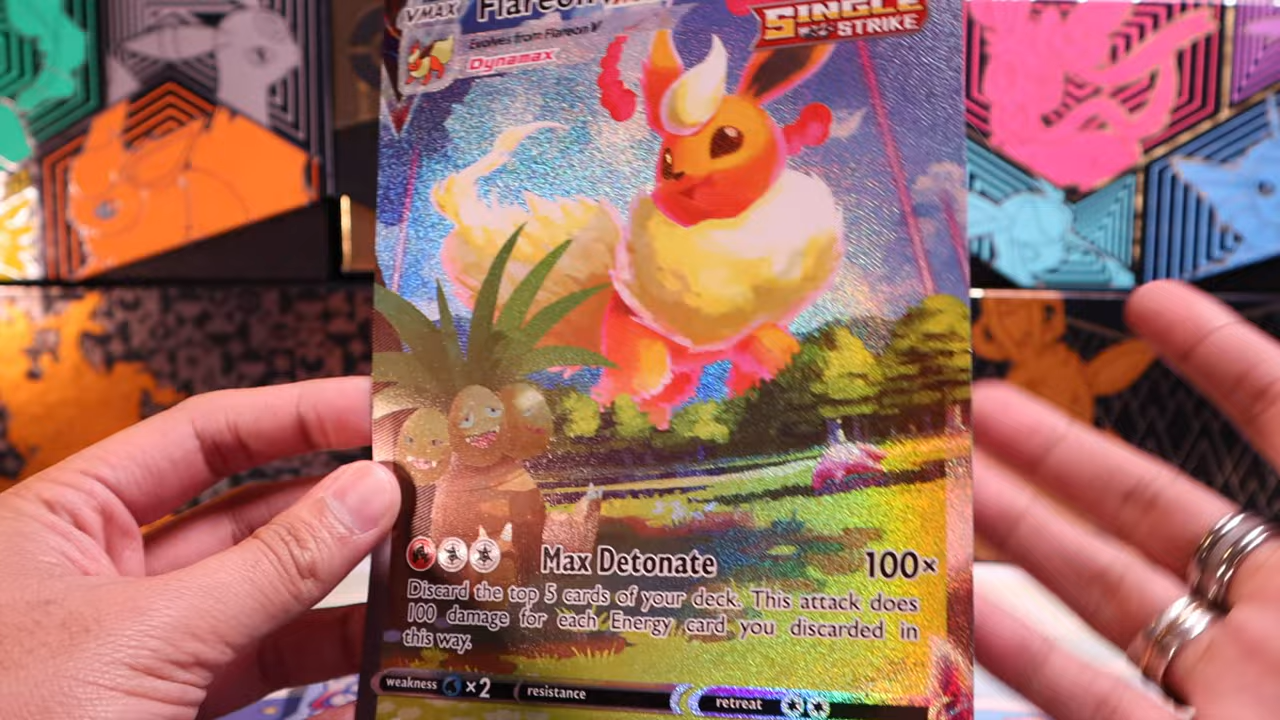 VMAX Flareon
SINGLE
STRIKE
Evolves from Flareon V
Dynamax
Max Detonate 100×
Discard the top 5 cards of your deck. This attack does
100 damage for each Energy card you discarded in
this way.
weakness ×2 resistance retreat